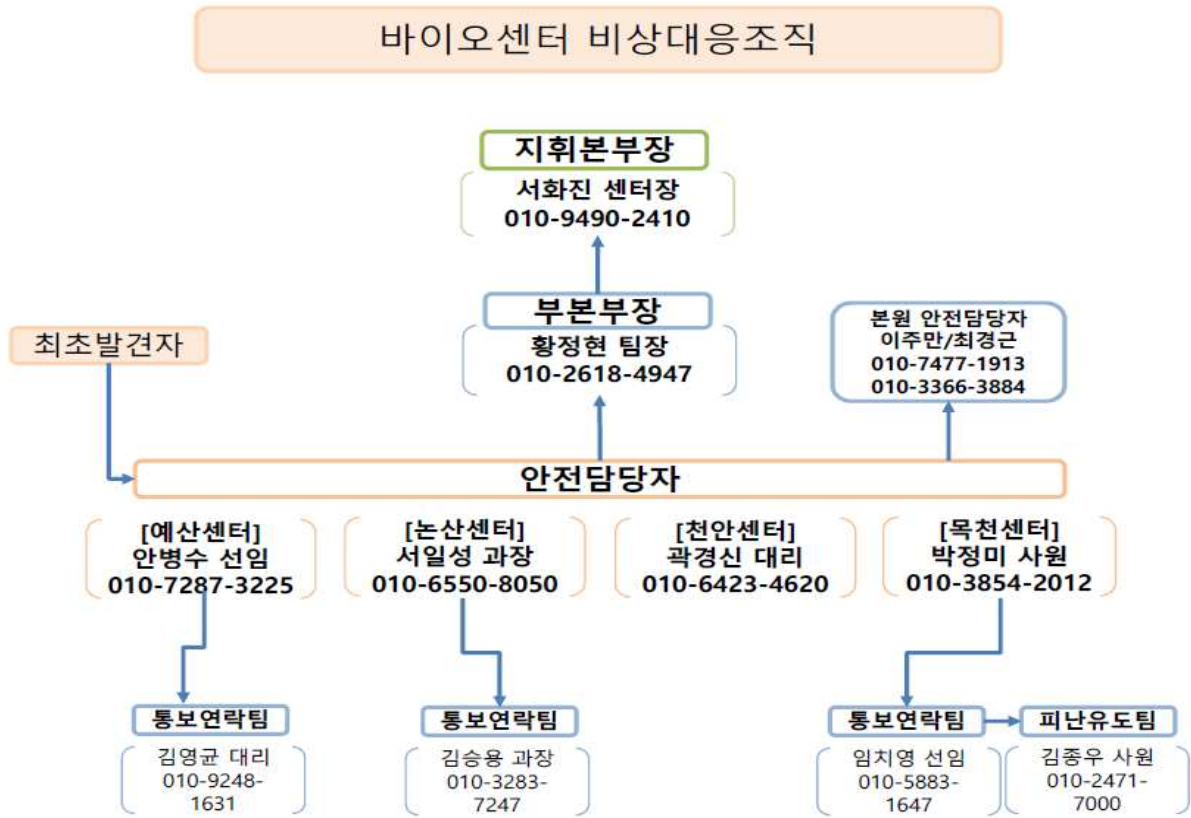 바이오센터 비상대응조직
지휘본부장
서화진 센터장
010-9490-2410
부본부장
황정현 팀장
010-2618-4947
본원 안전담당자
이주만/최경근
010-7477-1913
010-3366-3884
최초발견자
안전담당자
[예산센터]
안병수 선임
010-7287-3225
[논산센터]
서일성 과장
010-6550-8050
[천안센터]
곽경신 대리
010-6423-4620
[목천센터]
박정미 사원
010-3854-2012
통보연락팀
김영균 대리
010-9248-
1631
통보연락팀
김승용 과장
010-3283-
7247
통보연락팀
임치영 선임
010-5883-
1647
피난유도팀
김종우 사원
010-2471-
7000